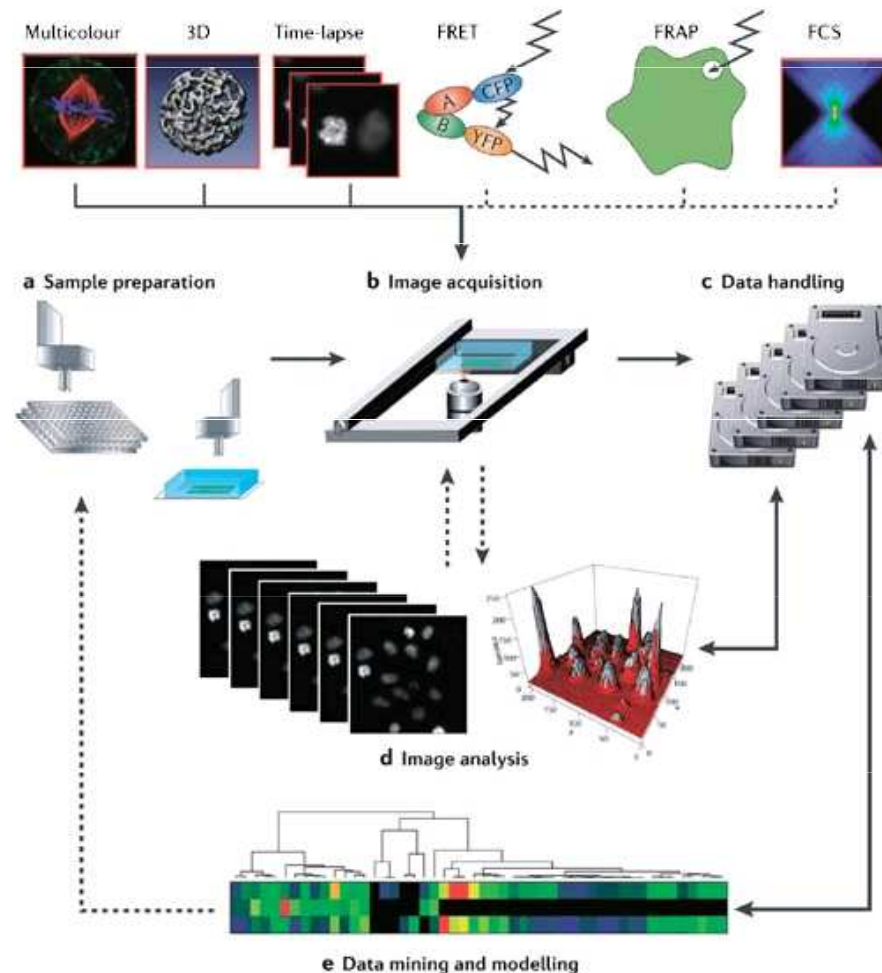 Multicolour 3D Time-lapse FRET FRAP FCS
A CFP
B YFP
a Sample preparation b Image acquisition c Data handling
d Image analysis
e Data mining and modelling